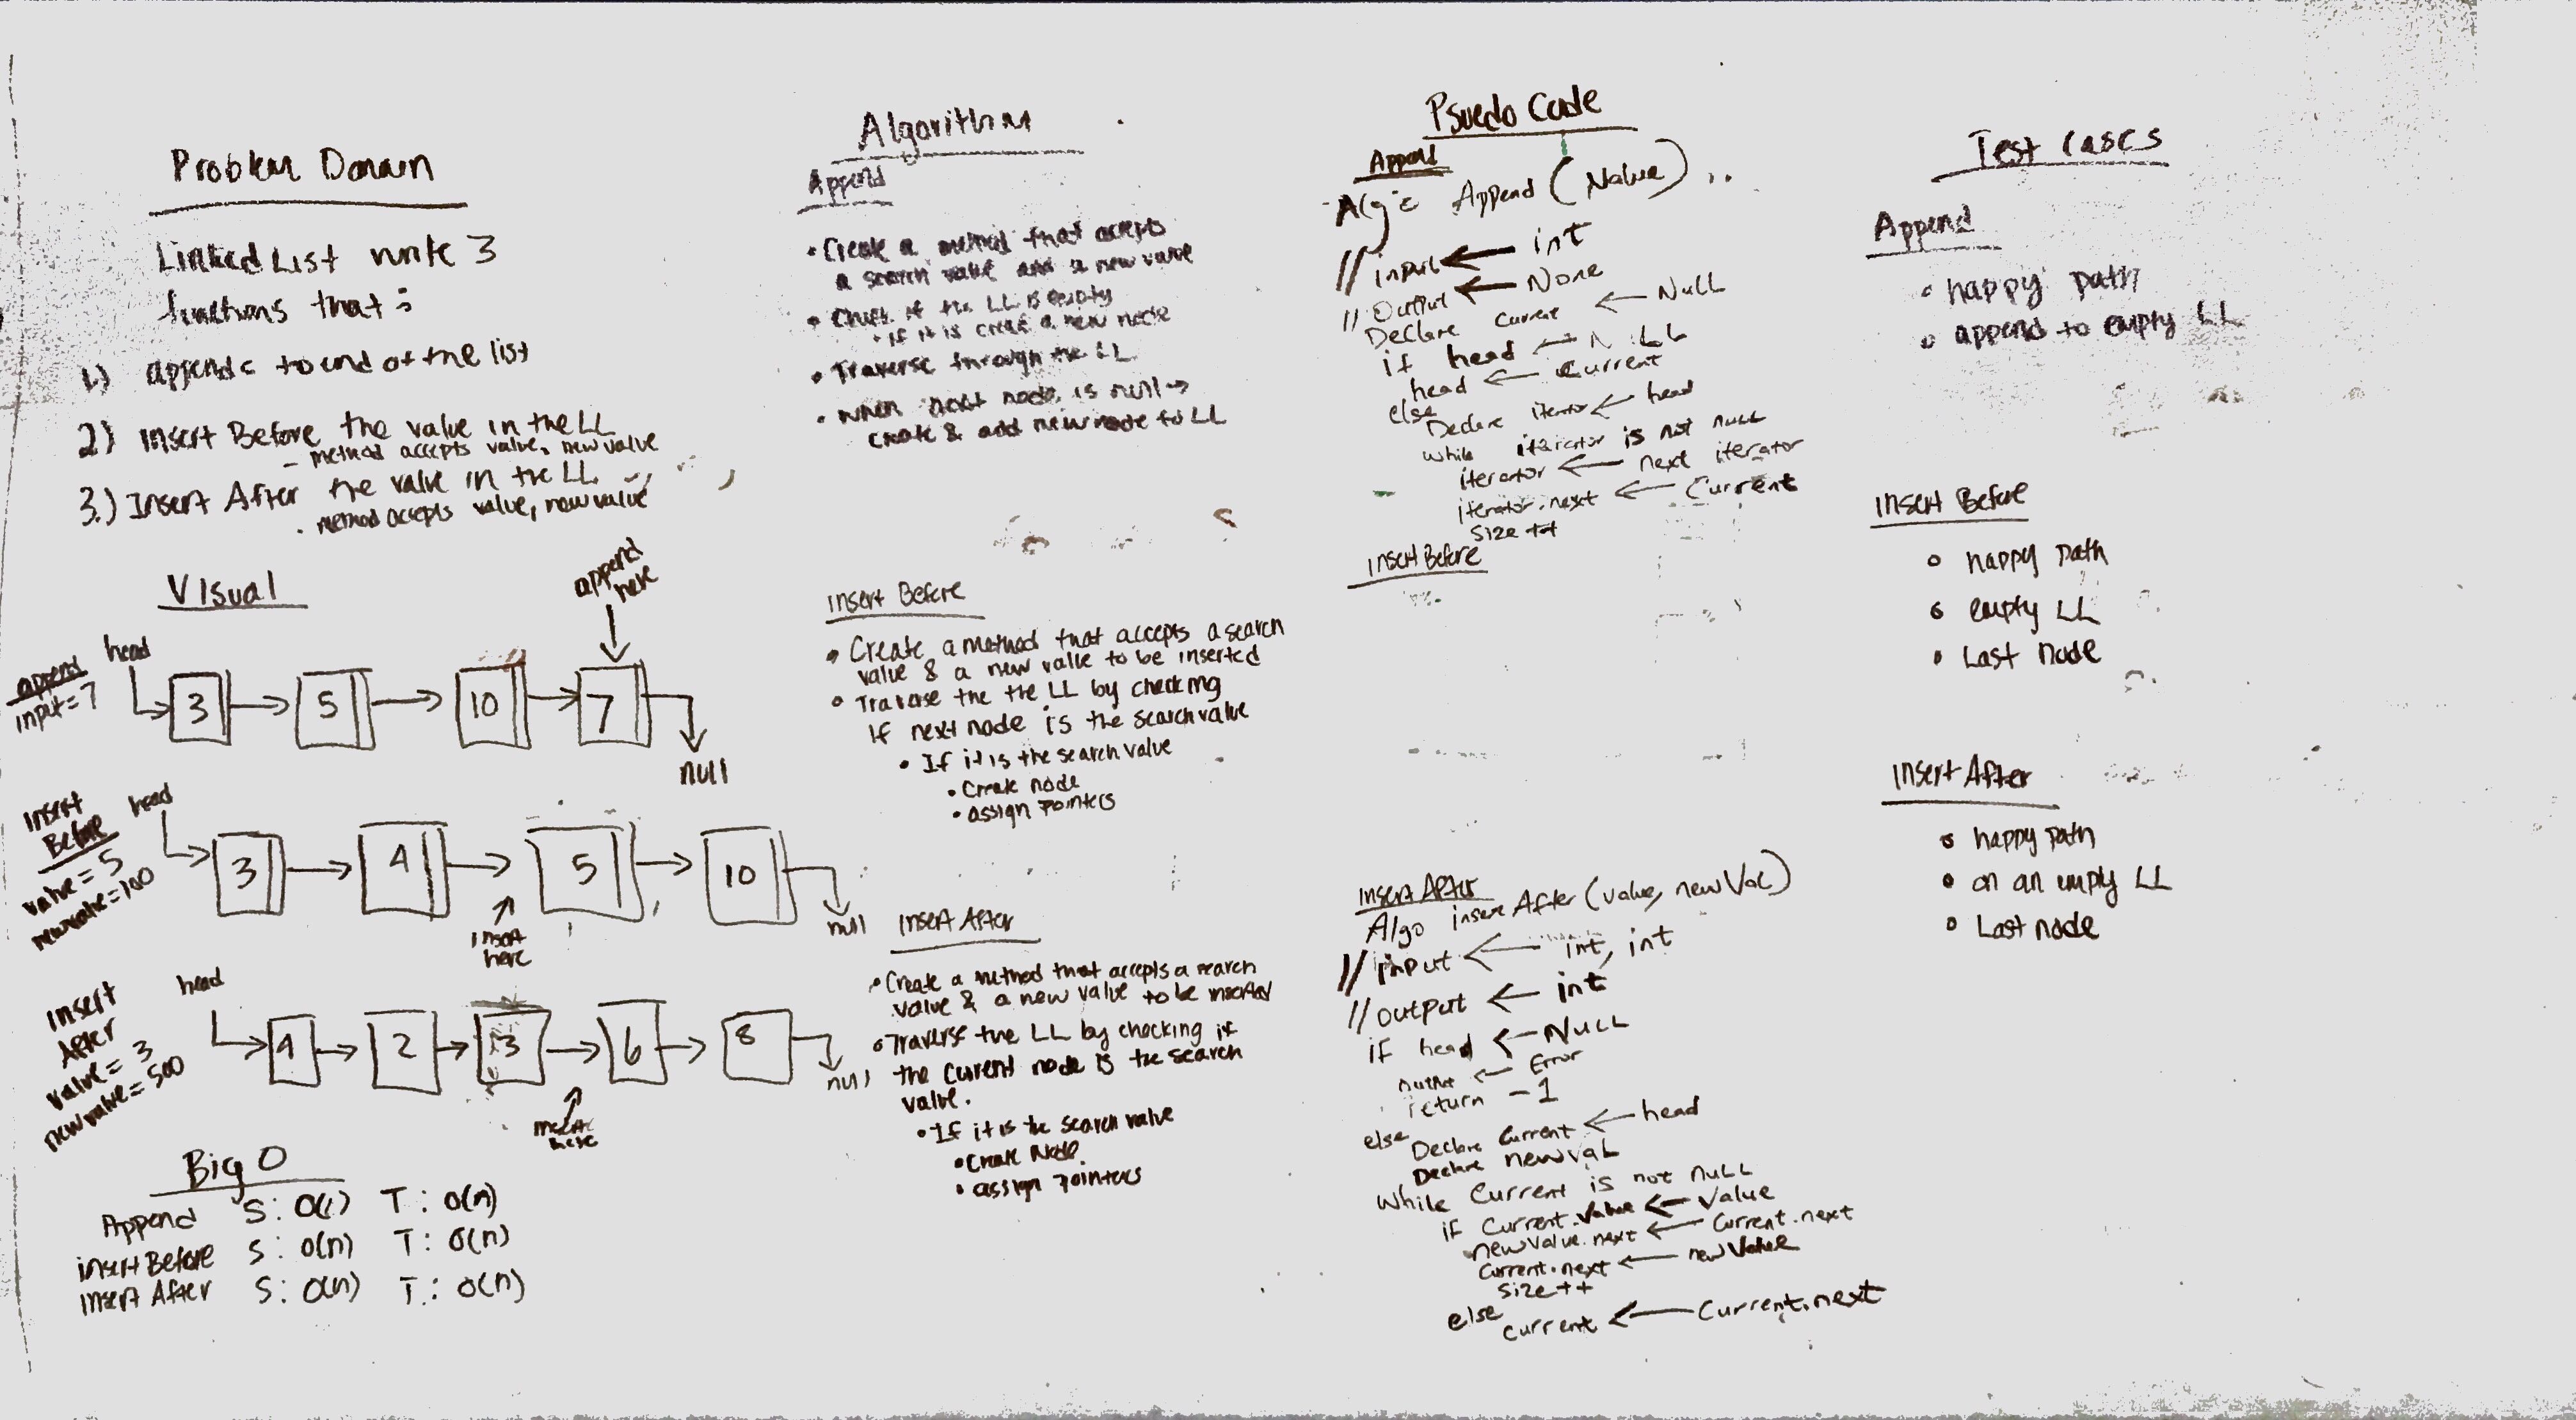 Problem Domain
Linked List write 3
functions that :
1.) appends to end of the list
2) Insert Before the value in the LL
- method accepts value, new value
3.) Insert After the value in the LL
. method accepts value, new value
Visual
append
input = 7
head
append
here
3
5
10
7
null
Insert
Before
value = 5
newvalue = 100
head
3
4
5
10
null
insert
here
Insert
After
value = 3
newvalue = 500
head
2
3
6
8
null
insert
here
Big O
Append S: O(1) T: O(n)
insertBefore S: O(n) T: O(n)
Insert After S: O(n) T: O(n)
Algorithm
Append
• Create a method that accepts
a search value and a new value
• Check if the LL is empty
• If it is create a new node
• Traverse through the LL
• When next node is null →
create & add new node to LL
Insert Before
• Create a method that accepts a search
value & a new value to be inserted
• Traverse the the LL by checking
If next node is the search value
• If it is the search value
• Create node
• assign pointers
Insert After
• Create a method that accepts a search
value & a new value to be inserted
• Traverse the LL by checking if
the current node is the search
value.
• If it is the search value
• Create Node
• assign pointers
Psuedo Code
Append
Append (Nalue)
// input ← int
// Output ← None
Declare current ← Null
if head ← N LL
head ← Current
else
Declare iterator ← head
while iterator is not null
iterator ← next iterator
iterator.next ← Current
Size ++
Insert Before
Insert After
Algo insert After (value, newVal)
// input ← int, int
// output ← int
if head ← NULL
← Error
return -1
else
Declare Current ← head
Declare newval
While Current is not null
if Current.value ← Value
newValue.next ← Current.next
Current.next ← newValue
Size ++
else
current ← Current.next
Test Cases
Append
• happy path
• append to empty LL
Insert Before
• happy path
• empty LL
• Last node
Insert After
• happy path
• on an empty LL
• Last node